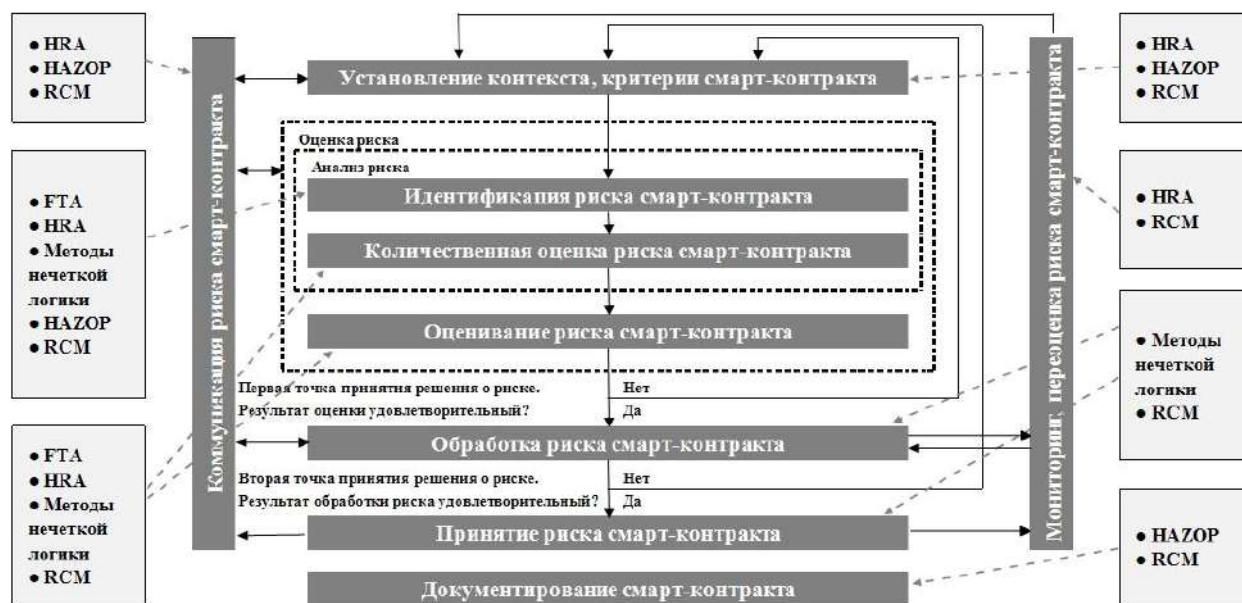 ● HRA
● HAZOP
● RCM
● FTA
● HRA
● Методы
нечеткой
логики
● HAZOP
● RCM
● FTA
● HRA
● Методы
нечеткой
логики
● RCM
Коммуникация риска смарт-контракта
Установление контекста, критерии смарт-контракта
Оценка риска
Анализ риска
Идентификация риска смарт-контракта
Количественная оценка риска смарт-контракта
Оценивание риска смарт-контракта
Первая точка принятия решения о риске. Нет
Результат оценки удовлетворительный? Да
Обработка риска смарт-контракта
Вторая точка принятия решения о риске. Нет
Результат обработки риска удовлетворительный? Да
Принятие риска смарт-контракта
Документирование смарт-контракта
Мониторинг, переоценка риска смарт-контракта
● HRA
● HAZOP
● RCM
● HRA
● RCM
● Методы
нечеткой
логики
● RCM
● HAZOP
● RCM